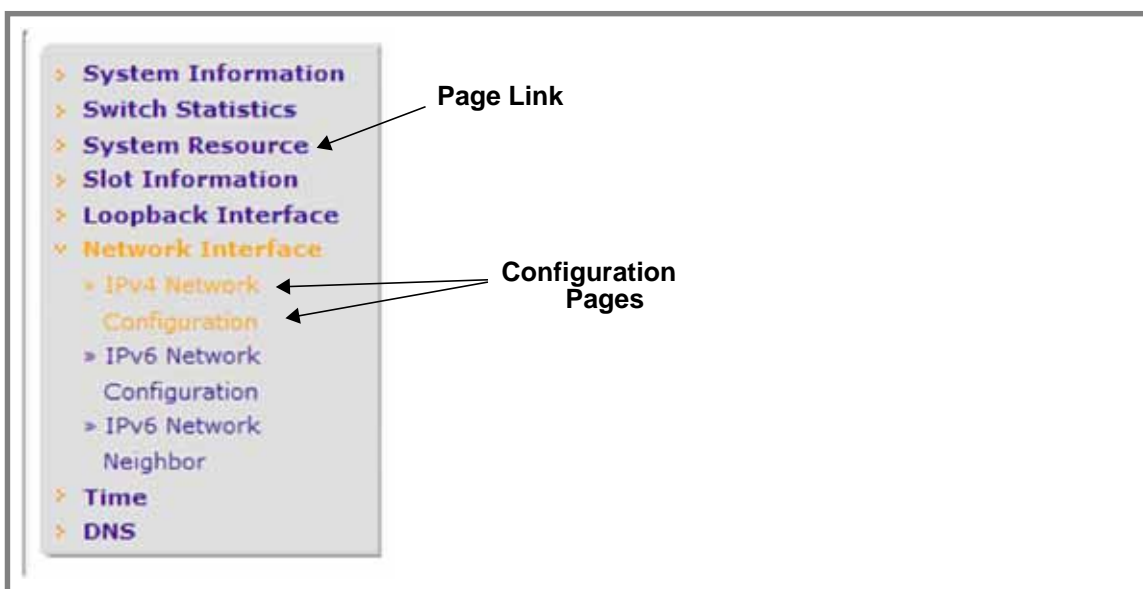 System Information
Switch Statistics
System Resource
Slot Information
Loopback Interface
Network Interface
» IPv4 Network
Configuration
» IPv6 Network
Configuration
» IPv6 Network
Neighbor
Time
DNS
Page Link
Configuration
Pages